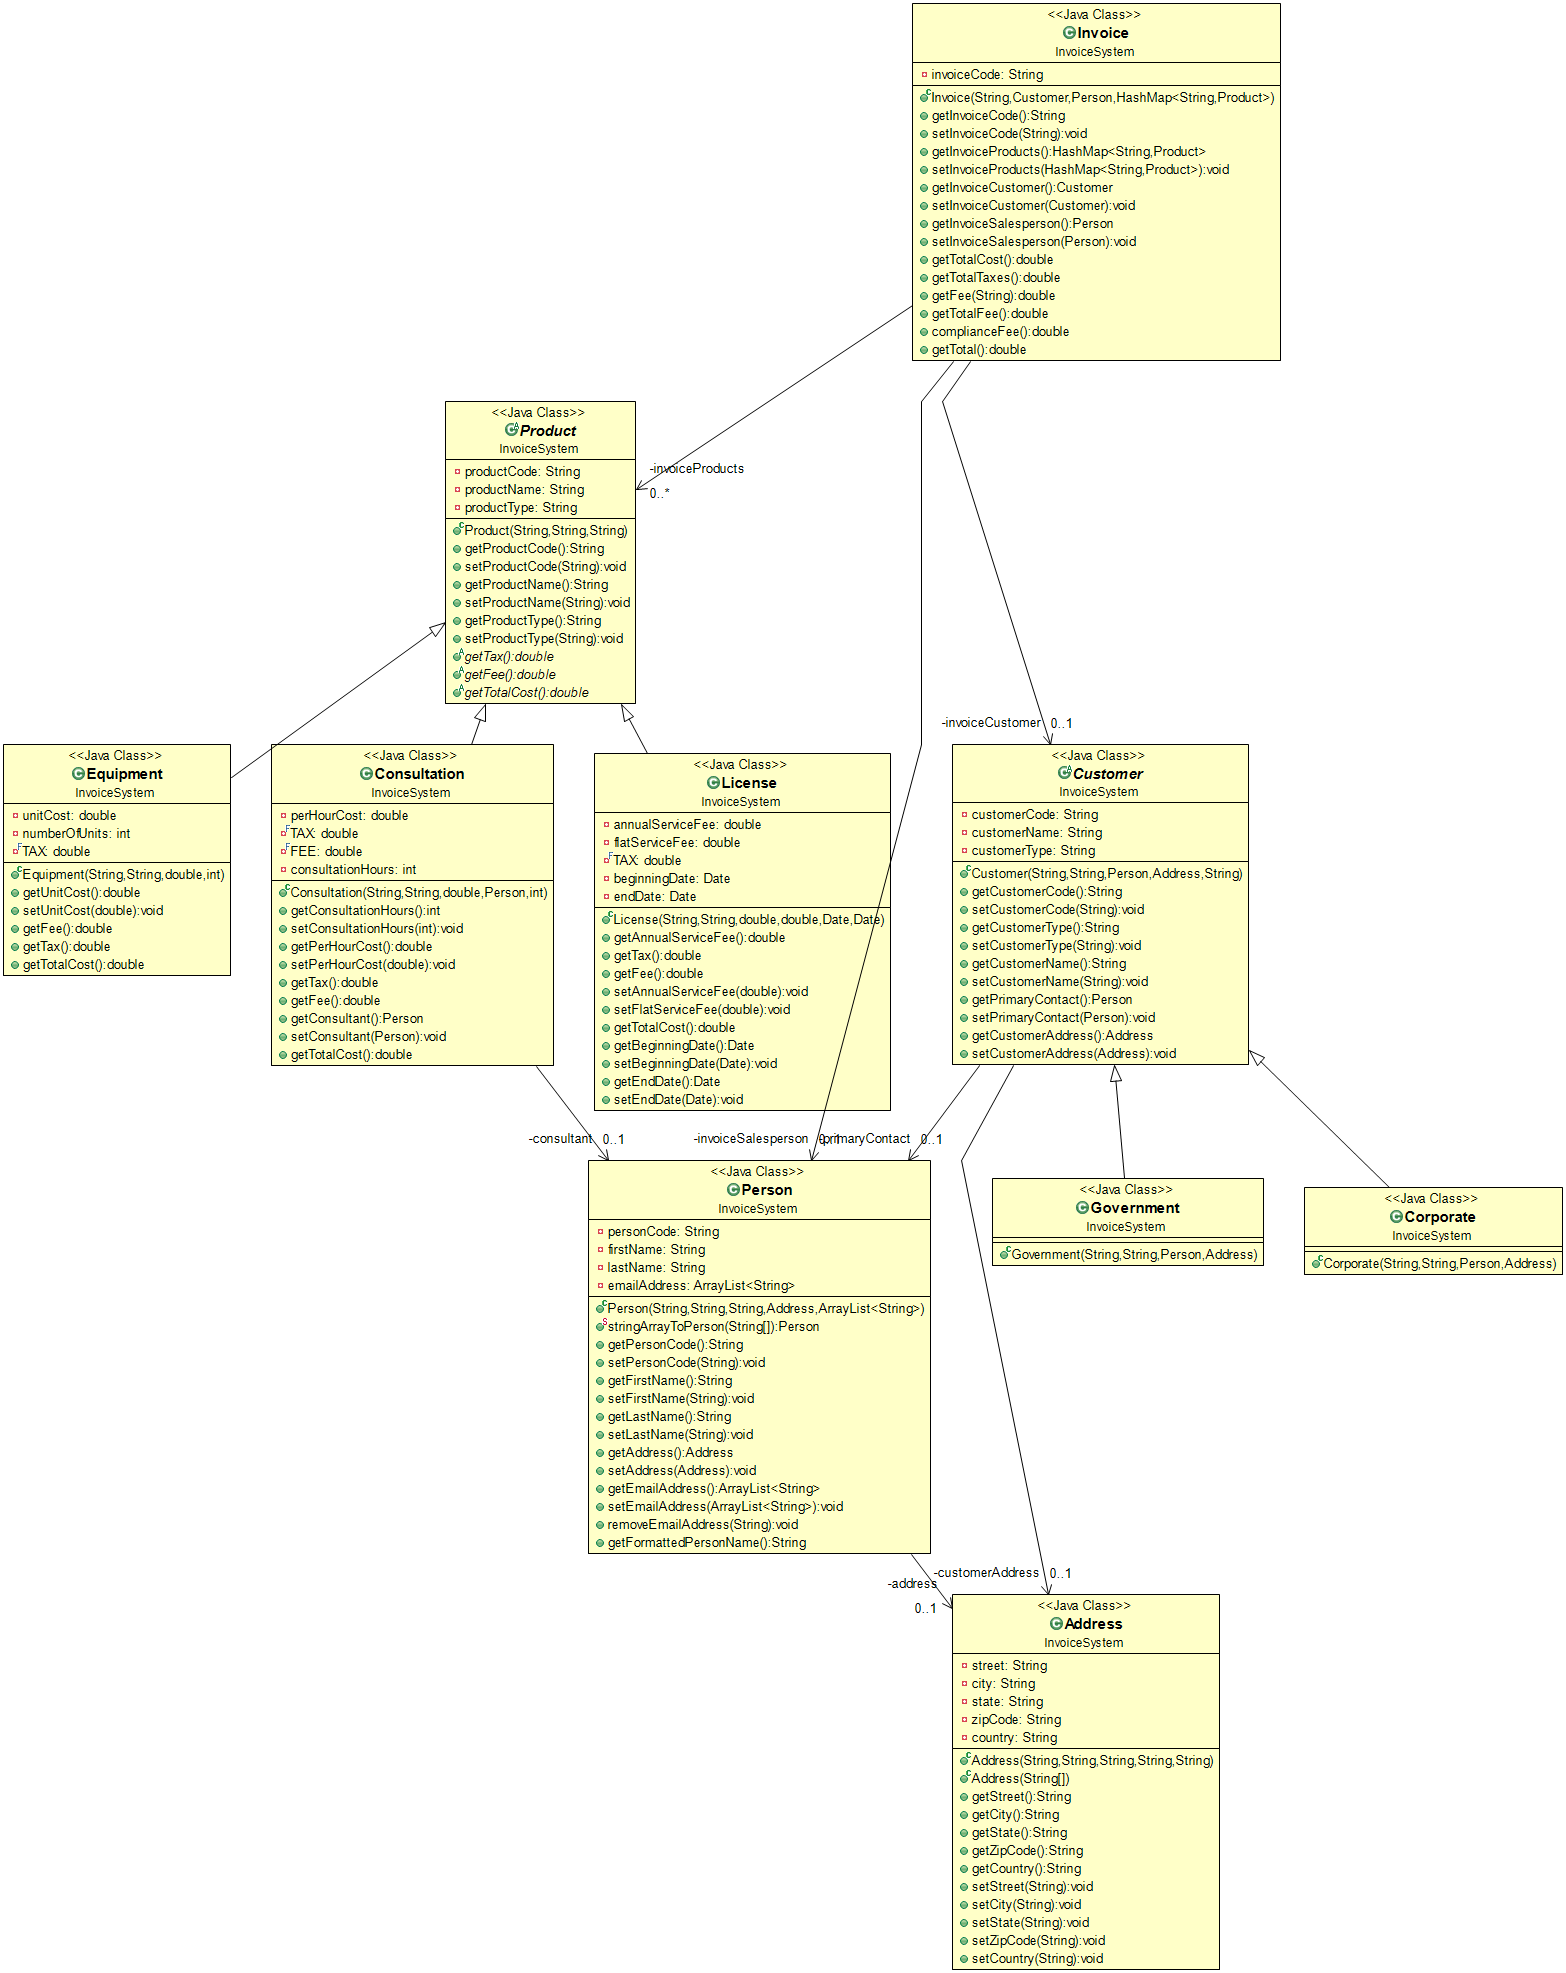 <<Java Class>>
Invoice
InvoiceSystem
invoiceCode: String
Invoice(String,Customer,Person,HashMap<String,Product>)
getInvoiceCode():String
setInvoiceCode(String):void
getInvoiceProducts():HashMap<String,Product>
setInvoiceProducts(HashMap<String,Product>):void
getInvoiceCustomer():Customer
setInvoiceCustomer(Customer):void
getInvoiceSalesperson():Person
setInvoiceSalesperson(Person):void
getTotalCost():double
getTotalTaxes():double
getFee(String):double
getTotalFee():double
complianceFee():double
getTotal():double
<<Java Class>>
Product
InvoiceSystem
productCode: String
productName: String
productType: String
Product(String,String,String)
getProductCode():String
setProductCode(String):void
getProductName():String
setProductName(String):void
getProductType():String
setProductType(String):void
getTax():double
getFee():double
getTotalCost():double
-invoiceProducts
0..*
-invoiceCustomer
0..1
<<Java Class>>
Equipment
InvoiceSystem
unitCost: double
numberOfUnits: int
TAX: double
Equipment(String,String,double,int)
getUnitCost():double
setUnitCost(double):void
getFee():double
getTax():double
getTotalCost():double
<<Java Class>>
Consultation
InvoiceSystem
perHourCost: double
TAX: double
FEE: double
consultationHours: int
Consultation(String,String,double,Person,int)
getConsultationHours():int
setConsultationHours(int):void
getPerHourCost():double
setPerHourCost(double):void
getTax():double
getFee():double
getConsultant():Person
setConsultant(Person):void
getTotalCost():double
<<Java Class>>
License
InvoiceSystem
annualServiceFee: double
flatServiceFee: double
TAX: double
beginningDate: Date
endDate: Date
License(String,String,double,double,Date,Date)
getAnnualServiceFee():double
getTax():double
getFee():double
setAnnualServiceFee(double):void
setFlatServiceFee(double):void
getTotalCost():double
getBeginningDate():Date
setBeginningDate(Date):void
getEndDate():Date
setEndDate(Date):void
<<Java Class>>
Customer
InvoiceSystem
customerCode: String
customerName: String
customerType: String
Customer(String,String,Person,Address,String)
getCustomerCode():String
setCustomerCode(String):void
getCustomerType():String
setCustomerType(String):void
getCustomerName():String
setCustomerName(String):void
getPrimaryContact():Person
setPrimaryContact(Person):void
getCustomerAddress():Address
setCustomerAddress(Address):void
-consultant
0..1
-invoiceSalesperson
0..1
-primaryContact
0..1
<<Java Class>>
Person
InvoiceSystem
personCode: String
firstName: String
lastName: String
emailAddress: ArrayList<String>
Person(String,String,String,Address,ArrayList<String>)
stringArrayToPerson(String[]):Person
getPersonCode():String
setPersonCode(String):void
getFirstName():String
setFirstName(String):void
getLastName():String
setLastName(String):void
getAddress():Address
setAddress(Address):void
getEmailAddress():ArrayList<String>
setEmailAddress(ArrayList<String>):void
removeEmailAddress(String):void
getFormattedPersonName():String
<<Java Class>>
Government
InvoiceSystem
Government(String,String,Person,Address)
<<Java Class>>
Corporate
InvoiceSystem
Corporate(String,String,Person,Address)
-address
0..1
-customerAddress
0..1
<<Java Class>>
Address
InvoiceSystem
street: String
city: String
state: String
zipCode: String
country: String
Address(String,String,String,String,String)
Address(String[])
getStreet():String
getCity():String
getState():String
getZipCode():String
getCountry():String
setStreet(String):void
setCity(String):void
setState(String):void
setZipCode(String):void
setCountry(String):void